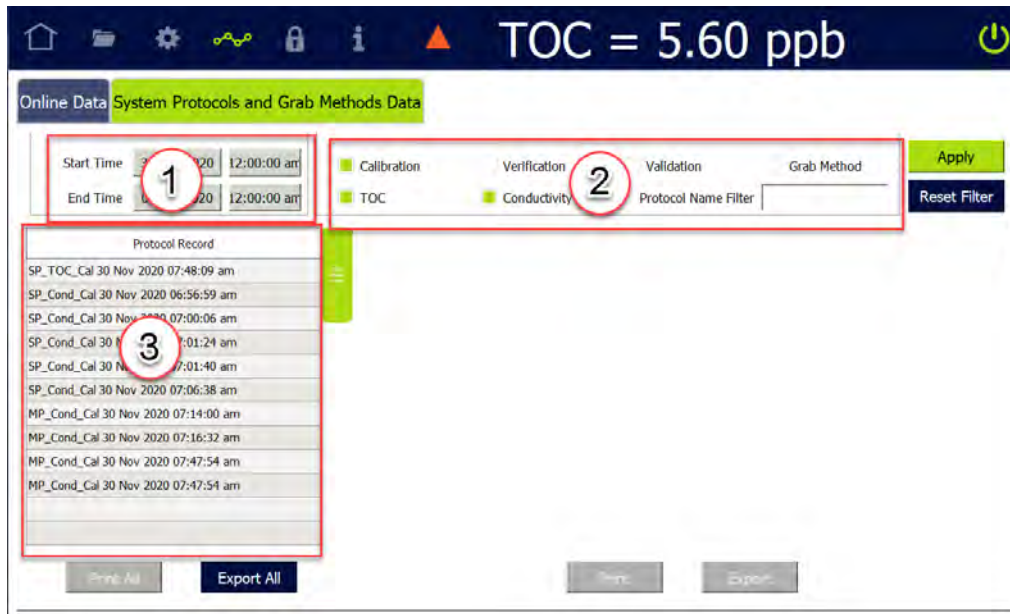 TOC = 5.60 ppb
Online Data System Protocols and Grab Methods Data
Start Time 20 12:00:00 am
End Time 20 12:00:00 am
1
Calibration Verification Validation Grab Method
TOC Conductivity Protocol Name Filter
2
Apply
Reset Filter
Protocol Record
SP_TOC_Cal 30 Nov 2020 07:48:09 am
SP_Cond_Cal 30 Nov 2020 06:56:59 am
SP_Cond_Cal 30 Nov 2020 07:00:06 am
SP_Cond_Cal 30 7:01:24 am
SP_Cond_Cal 30 7:01:40 am
SP_Cond_Cal 30 Nov 2020 07:06:38 am
3
MP_Cond_Cal 30 Nov 2020 07:14:00 am
MP_Cond_Cal 30 Nov 2020 07:16:32 am
MP_Cond_Cal 30 Nov 2020 07:47:54 am
MP_Cond_Cal 30 Nov 2020 07:47:54 am
Print All Export All Print Export